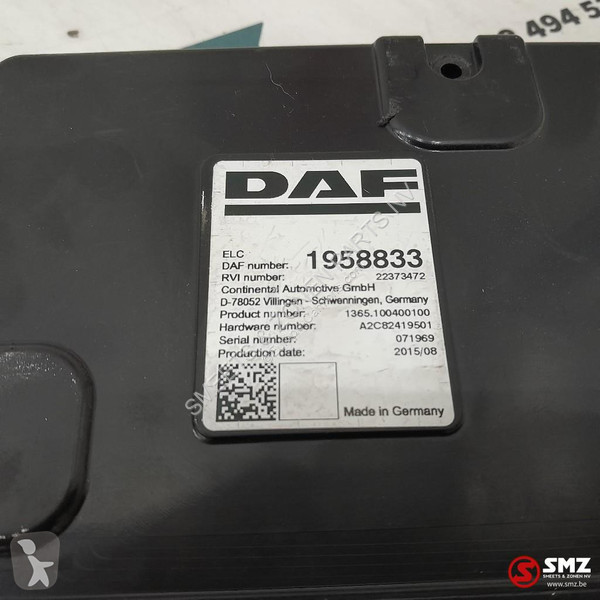 494 5
DAF
ELC
DAF number: 1958833
RVI number: 22373472
Continental Automotive GmbH
D-78052 Villingen - Schwenningen, Germany
Product number: 1365.100400100
Hardware number: A2C82419501
Serial number: 071969
Production date: 2015/08
Made in Germany
SMZ
SMEETS & ZONEN NV
www.smz.be